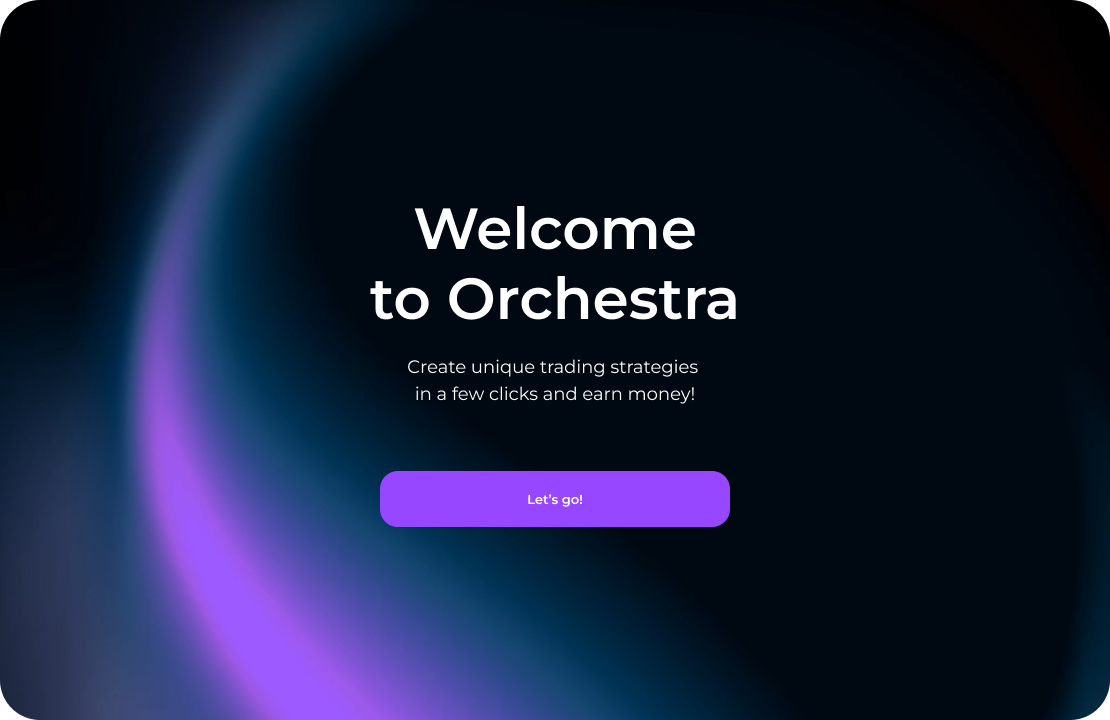 Welcome
to Orchestra
Create unique trading strategies
in a few clicks and earn money!
Let's go!